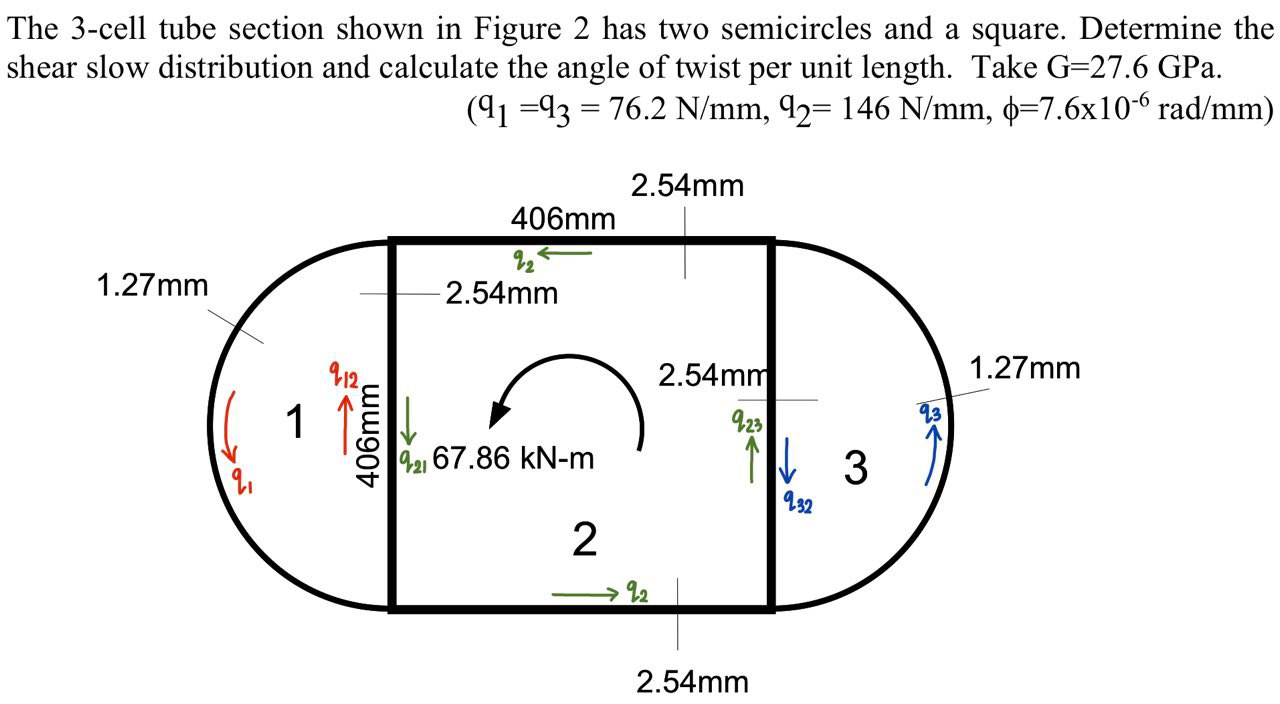 The 3-cell tube section shown in Figure 2 has two semicircles and a square. Determine the
shear slow distribution and calculate the angle of twist per unit length. Take G=27.6 GPa.
(q1 =q3 = 76.2 N/mm, q2= 146 N/mm, ϕ=7.6x10-6 rad/mm)
2.54mm
406mm
q2
1.27mm
2.54mm
q12
2.54mm
1.27mm
q3
1
406mm
q23
q21
67.86 kN-m
3
q1
q32
2
q2
2.54mm